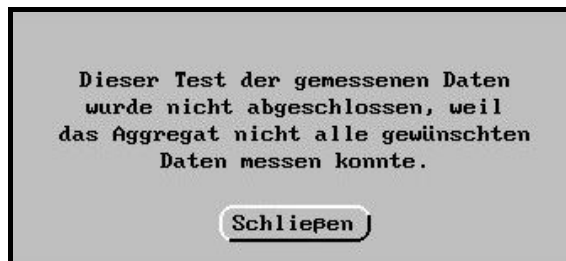 Dieser Test der gemessenen Daten
wurde nicht abgeschlossen, weil
das Aggregat nicht alle gewünschten
Daten messen konnte.
Schließen